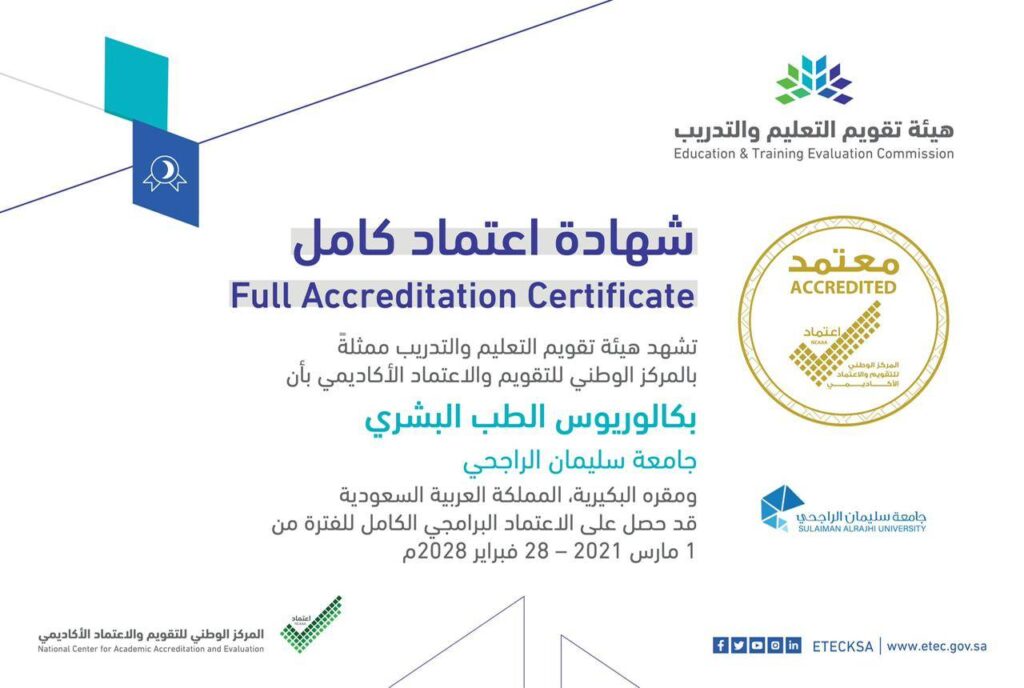 هيئة تقويم التعليم والتدريب
Education & Training Evaluation Commission
شهادة اعتماد كامل
Full Accreditation Certificate
تشهد هيئة تقويم التعليم والتدريب ممثلةً
بالمركز الوطني للتقويم والاعتماد الأكاديمي بأن
بكالوريوس الطب البشري
جامعة سليمان الراجحي
ومقره البكيرية، المملكة العربية السعودية
قد حصل على الاعتماد البرامجي الكامل للفترة من
1 مارس 2021 – 28 فبراير 2028م
معتمد
ACCREDITED
اعتماد
NCAAA
المركز الوطني
للتقويم والاعتماد
الأكاديمي
جامعة سليمان الراجحي
SULAIMAN ALRAJHI UNIVERSITY
اعتماد
NCAAA
المركز الوطني للتقويم والاعتماد الأكاديمي
National Center for Academic Accreditation and Evaluation
ETECKSA | www.etec.gov.sa